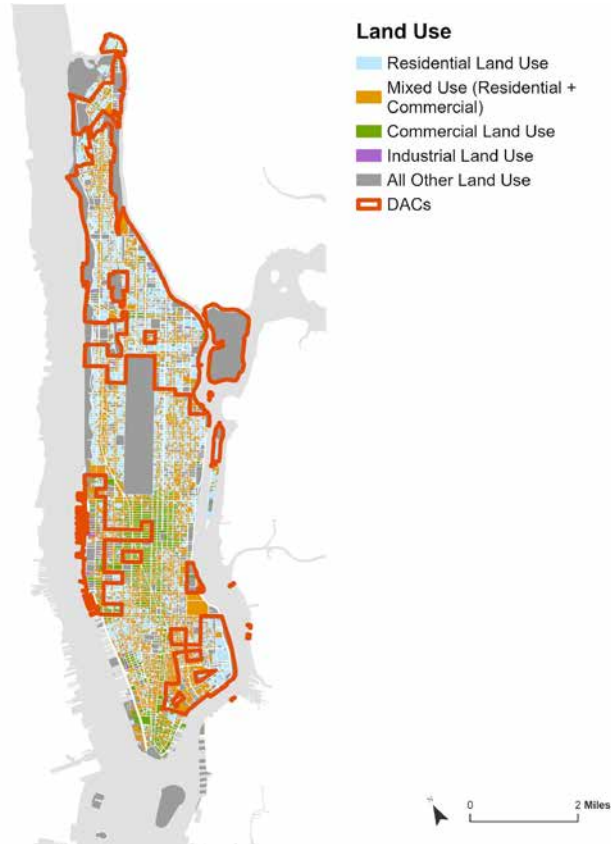 Land Use
Residential Land Use
Mixed Use (Residential +
Commercial)
Commercial Land Use
Industrial Land Use
All Other Land Use
DACs
N
0 2 Miles